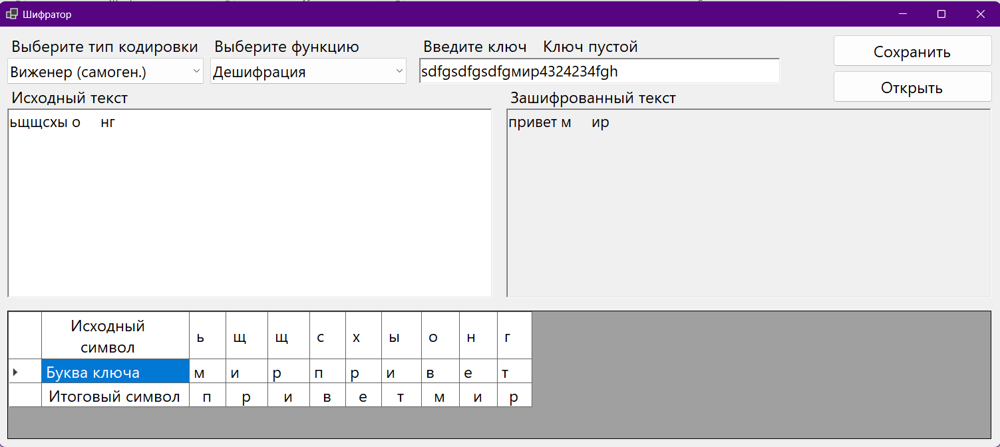 Шифратор
Выберите тип кодировки Выберите функцию Введите ключ Ключ пустой Сохранить
Виженер (самоген.) Дешифрация sdfgsdfgsdfgмир4324234fgh
Открыть
Исходный текст Зашифрованный текст
ьщщсхы о нг привет м ир
Исходный
символ ь щ щ с х ы о н г
Буква ключа м и р п р и в е т
Итоговый символ п р и в е т м и р